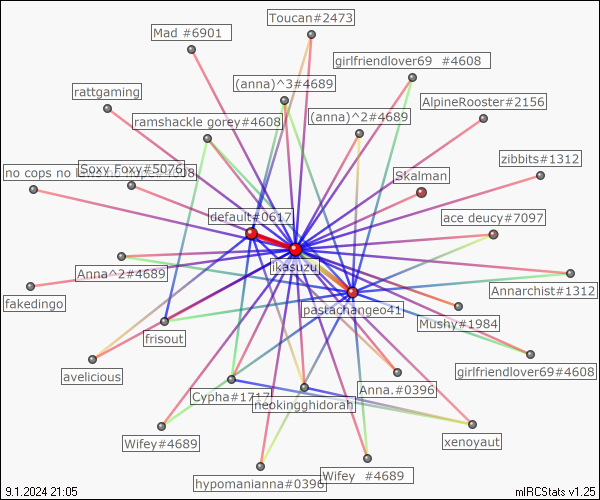 Toucan#2473
Mad #6901
girlfriendlover69 #4608
(anna)^3#4689
rattgaming
AlpineRooster#2156
ramshackle gorey#4608
(anna)^2#4689
zibbits#1312
Soxy Foxy#5076
no cops no
Skalman
default#0617
ace deucy#7097
likasuzu
Anna^2#4689
Annarchist#1312
fakedingo
pastachangeo41
Mushy#1984
frisout
girlfriendlover69#4608
avelicious
Anna.#0396
Cypha#1717
neokingghidorah
Wifey#4689
xenoyaut
Wifey #4689
hypomanianna#0396
9.1.2024 21:05
mIRCStats v1.25